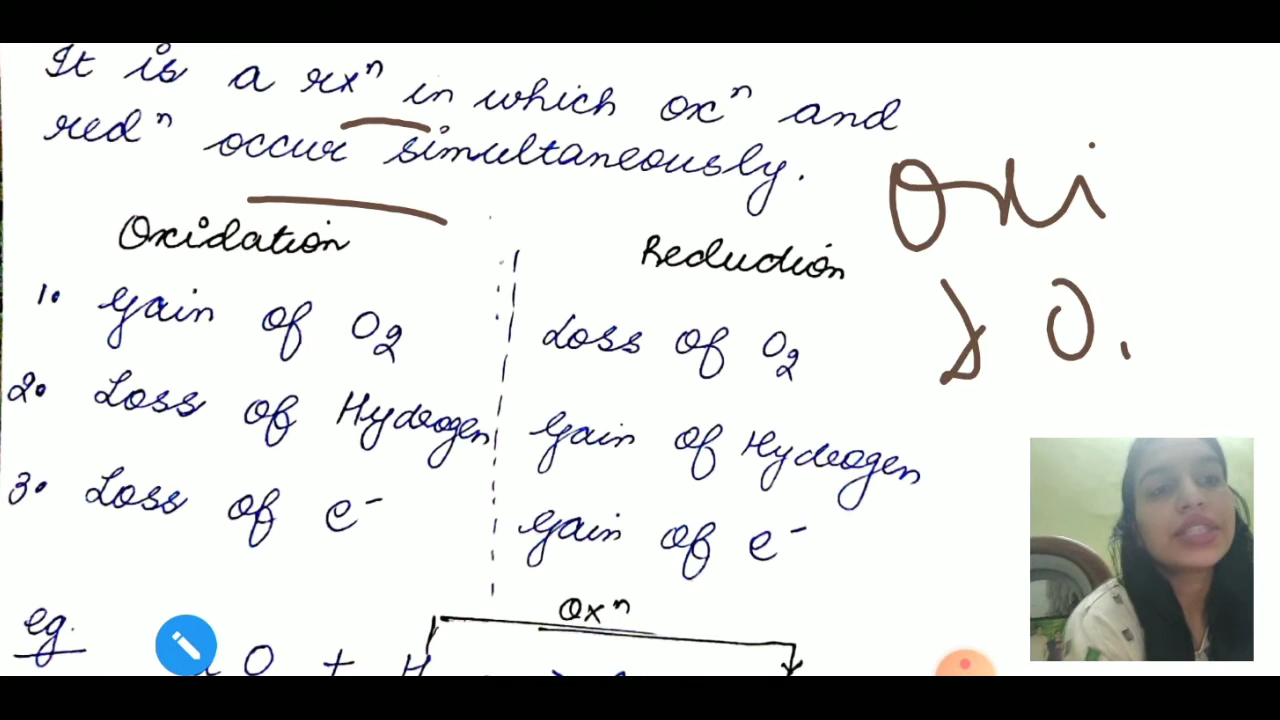 It is a rxⁿ in which oxⁿ and
redⁿ occur simultaneously.
Oxi
Oxidation Reduction
1. Gain of O₂ Loss of O₂
2. Loss of Hydrogen Gain of Hydrogen
3. Loss of e⁻ Gain of e⁻
Oxⁿ
eg.
O + H